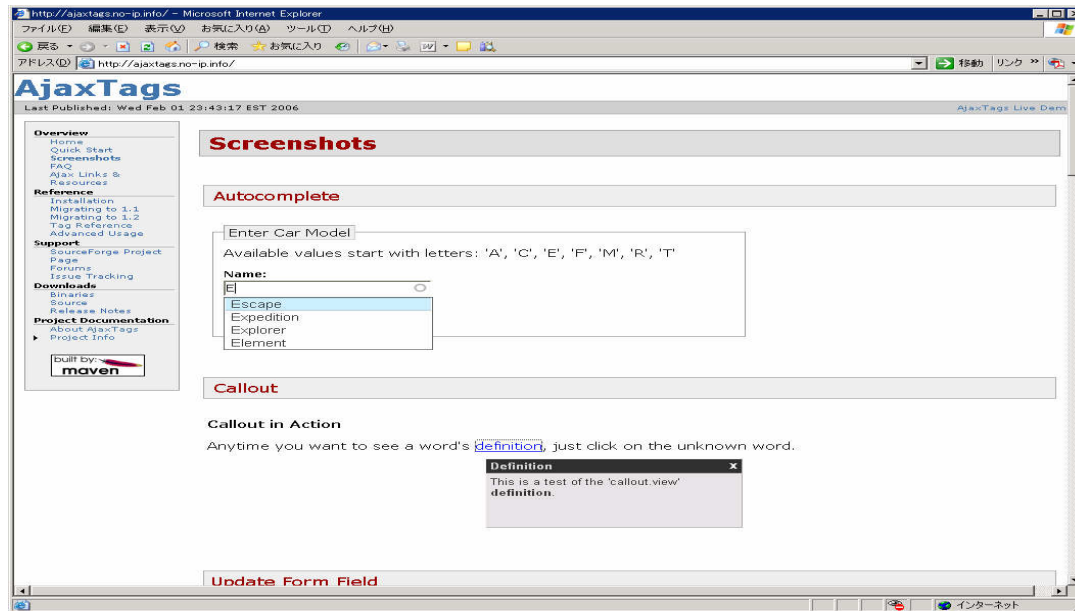 http://ajaxtags.no-ip.info/ - Microsoft Internet Explorer
ファイル(F) 編集(E) 表示(V) お気に入り(A) ツール(T) ヘルプ(H)
戻る 検索 お気に入り
アドレス(D) http://ajaxtags.no-ip.info/ 移動 リンク »
AjaxTags
Last Published: Wed Feb 01 23:43:17 EST 2006 AjaxTags Live Dem
Overview
Home
Quick Start
Screenshots
FAQ
Ajax Links &
Resources
Reference
Installation
Migrating to 1.1
Migrating to 1.2
Tag Reference
Advanced Usage
Support
SourceForge Project
Page
Forums
Issue Tracking
Downloads
Binaries
Source
Release Notes
Project Documentation
About AjaxTags
Project Info
built by:
maven
Screenshots
Autocomplete
Enter Car Model
Available values start with letters: 'A', 'C', 'E', 'F', 'M', 'R', 'T'
Name:
E
Escape
Expedition
Explorer
Element
Callout
Callout in Action
Anytime you want to see a word's definition, just click on the unknown word.
Definition x
This is a test of the 'callout.view'
definition.
Update Form Field
インターネット